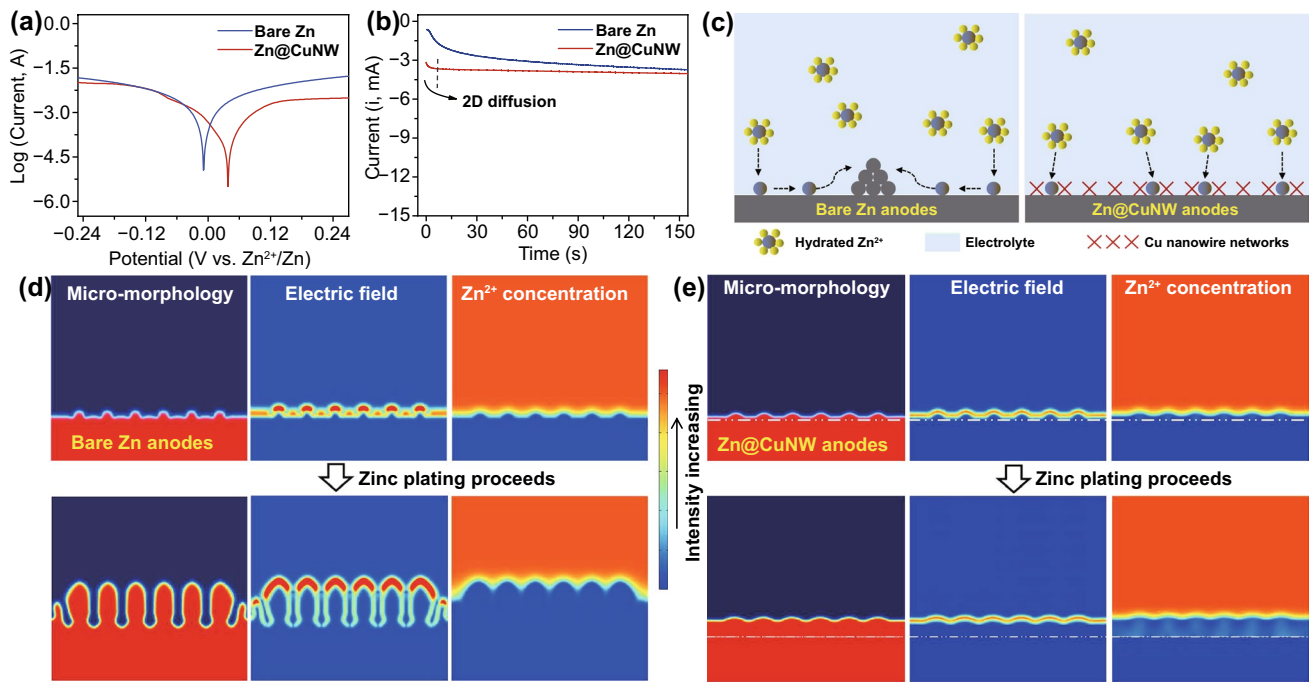 (a)
Bare Zn
Zn@CuNW
0.0
−1.5
−3.0
−4.5
−6.0
Log (Current, A)
−0.24 −0.12 0.00 0.12 0.24
Potential (V vs. Zn²⁺/Zn)
(b)
Bare Zn
Zn@CuNW
2D diffusion
0
−3
−6
−9
−12
−15
Current (i, mA)
0 30 60 90 120 150
Time (s)
(c)
Bare Zn anodes
Zn@CuNW anodes
Hydrated Zn²⁺
Electrolyte
Cu nanowire networks
(d)
Micro-morphology
Electric field
Zn²⁺ concentration
Bare Zn anodes
Zinc plating proceeds
Intensity increasing
(e)
Micro-morphology
Electric field
Zn²⁺ concentration
Zn@CuNW anodes
Zinc plating proceeds